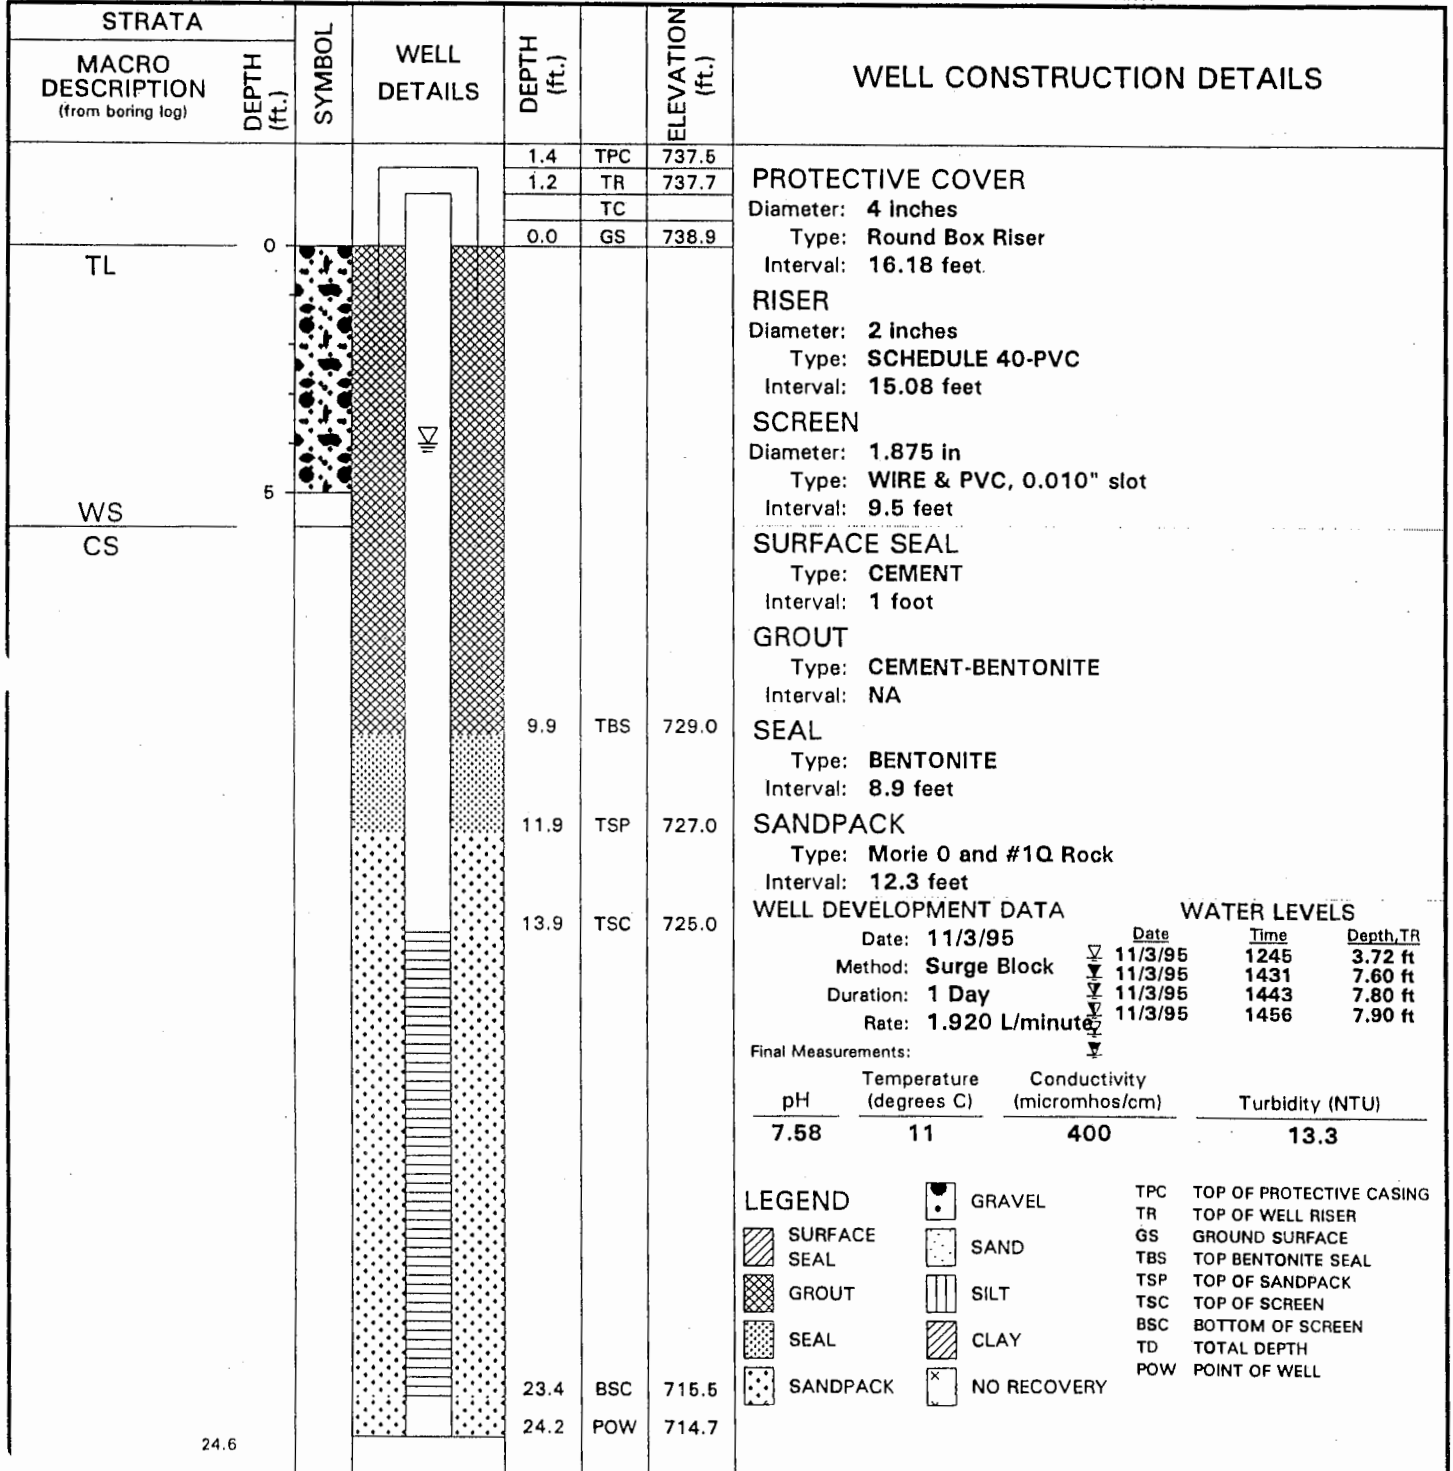 STRATA
MACRO
DESCRIPTION
(from boring log)
DEPTH
(ft.)
SYMBOL
WELL
DETAILS
DEPTH
(ft.)
ELEVATION
(ft.)
WELL CONSTRUCTION DETAILS
1.4 TPC 737.5
1.2 TR 737.7
TC
0.0 GS 738.9
0
TL
5
WS
CS
9.9 TBS 729.0
11.9 TSP 727.0
13.9 TSC 725.0
23.4 BSC 715.5
24.2 POW 714.7
24.6
PROTECTIVE COVER
Diameter: 4 inches
Type: Round Box Riser
Interval: 16.18 feet.
RISER
Diameter: 2 inches
Type: SCHEDULE 40-PVC
Interval: 15.08 feet
SCREEN
Diameter: 1.875 in
Type: WIRE & PVC, 0.010" slot
Interval: 9.5 feet
SURFACE SEAL
Type: CEMENT
Interval: 1 foot
GROUT
Type: CEMENT-BENTONITE
Interval: NA
SEAL
Type: BENTONITE
Interval: 8.9 feet
SANDPACK
Type: Morie 0 and #1Q Rock
Interval: 12.3 feet
WELL DEVELOPMENT DATA
Date: 11/3/95
Method: Surge Block
Duration: 1 Day
Rate: 1.920 L/minute
WATER LEVELS
Date Time Depth,TR
11/3/95 1245 3.72 ft
11/3/95 1431 7.60 ft
11/3/95 1443 7.80 ft
11/3/95 1456 7.90 ft
Final Measurements:
pH Temperature (degrees C) Conductivity (micromhos/cm) Turbidity (NTU)
7.58 11 400 13.3
LEGEND
SURFACE
SEAL
GROUT
SEAL
SANDPACK
GRAVEL
SAND
SILT
CLAY
NO RECOVERY
TPC TOP OF PROTECTIVE CASING
TR TOP OF WELL RISER
GS GROUND SURFACE
TBS TOP BENTONITE SEAL
TSP TOP OF SANDPACK
TSC TOP OF SCREEN
BSC BOTTOM OF SCREEN
TD TOTAL DEPTH
POW POINT OF WELL